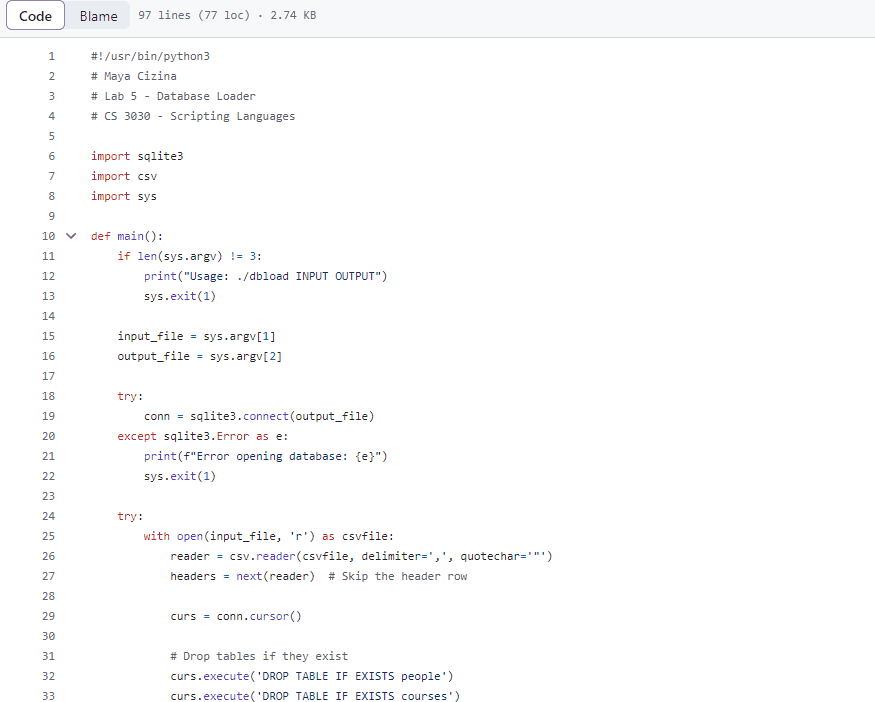 Code Blame 97 lines (77 loc) · 2.74 KB
1 #!/usr/bin/python3
2 # Maya Cizina
3 # Lab 5 - Database Loader
4 # CS 3030 - Scripting Languages
5
6 import sqlite3
7 import csv
8 import sys
9
10 def main():
11 if len(sys.argv) != 3:
12 print("Usage: ./dbload INPUT OUTPUT")
13 sys.exit(1)
14
15 input_file = sys.argv[1]
16 output_file = sys.argv[2]
17
18 try:
19 conn = sqlite3.connect(output_file)
20 except sqlite3.Error as e:
21 print(f"Error opening database: {e}")
22 sys.exit(1)
23
24 try:
25 with open(input_file, 'r') as csvfile:
26 reader = csv.reader(csvfile, delimiter=',', quotechar='"')
27 headers = next(reader) # Skip the header row
28
29 curs = conn.cursor()
30
31 # Drop tables if they exist
32 curs.execute('DROP TABLE IF EXISTS people')
33 curs.execute('DROP TABLE IF EXISTS courses')